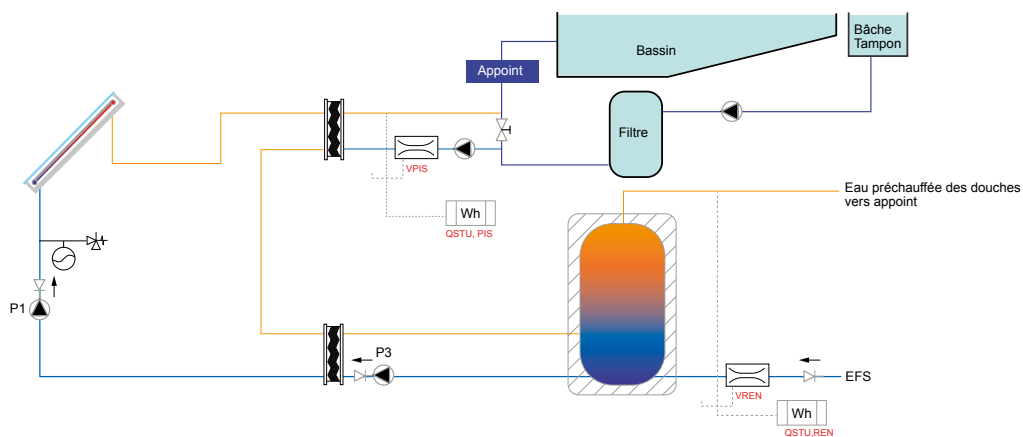 Bâche
Tampon
Bassin
Appoint
Filtre
VPIS
Eau préchauffée des douches
vers appoint
Wh
QSTU, PIS
P1
P3
EFS
VREN
Wh
QSTU,REN